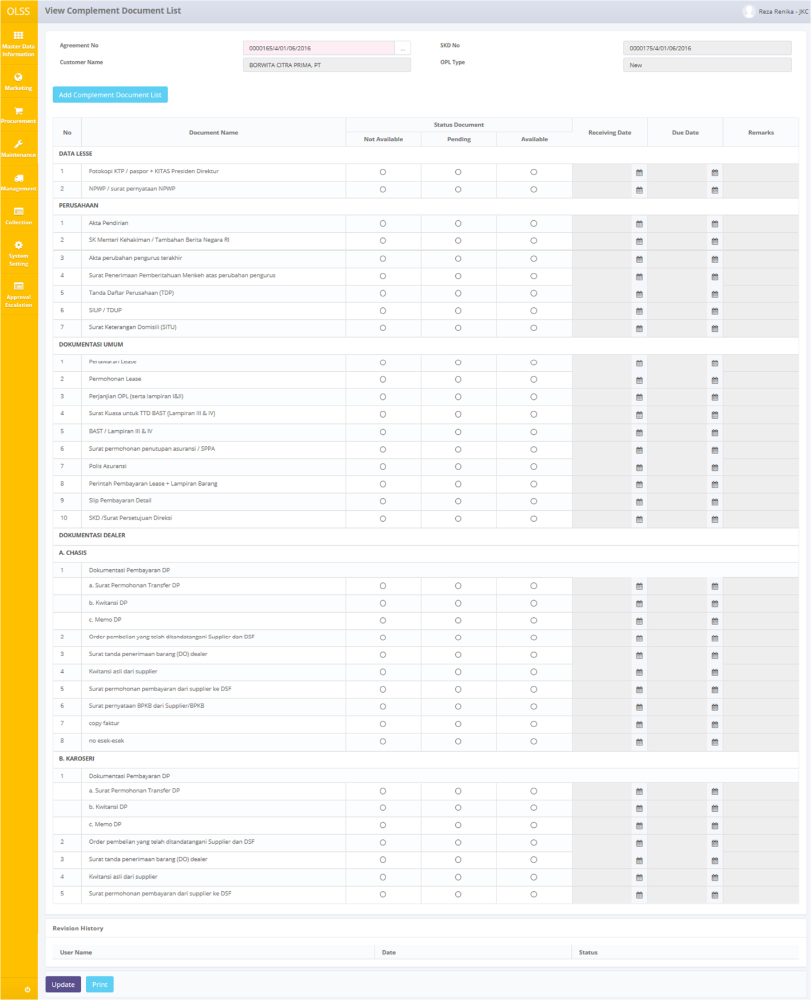 OLSS
View Complement Document List
Reza Renika - JKC
Master Data
Information
Marketing
Procurement
Maintenance
Management
Collection
System
Setting
Approval
Escalation
Agreement No
0000165/4/01/06/2016
...
SKD No
0000175/4/01/06/2016
Customer Name
BORWITA CITRA PRIMA, PT
OPL Type
New
Add Complement Document List
No
Document Name
Status Document
Not Available
Pending
Available
Receiving Date
Due Date
Remarks
DATA LESSE
1 Fotokopi KTP / paspor + KITAS Presiden Direktur
2 NPWP / surat pernyataan NPWP
PERUSAHAAN
1 Akta Pendirian
2 SK Menteri Kehakiman / Tambahan Berita Negara RI
3 Akta perubahan pengurus terakhir
4 Surat Penerimaan Pemberitahuan Menkeh atas perubahan pengurus
5 Tanda Daftar Perusahaan (TDP)
6 SIUP / TDUP
7 Surat Keterangan Domisili (SITU)
DOKUMENTASI UMUM
1 Penawaran Lease
2 Permohonan Lease
3 Perjanjian OPL (serta lampiran I&II)
4 Surat Kuasa untuk TTD BAST (Lampiran III & IV)
5 BAST / Lampiran III & IV
6 Surat permohonan penutupan asuransi / SPPA
7 Polis Asuransi
8 Perintah Pembayaran Lease + Lampiran Barang
9 Slip Pembayaran Detail
10 SKD /Surat Persetujuan Direksi
DOKUMENTASI DEALER
A. CHASIS
1 Dokumentasi Pembayaran DP
a. Surat Permohonan Transfer DP
b. Kwitansi DP
c. Memo DP
2 Order pembelian yang telah ditandatangani Supplier dan DSF
3 Surat tanda penerimaan barang (DO) dealer
4 Kwitansi asli dari supplier
5 Surat permohonan pembayaran dari supplier ke DSF
6 Surat pernyataan BPKB dari Supplier/BPKB
7 copy faktur
8 no esek-esek
B. KAROSERI
1 Dokumentasi Pembayaran DP
a. Surat Permohonan Transfer DP
b. Kwitansi DP
c. Memo DP
2 Order pembelian yang telah ditandatangani Supplier dan DSF
3 Surat tanda penerimaan barang (DO) dealer
4 Kwitansi asli dari supplier
5 Surat permohonan pembayaran dari supplier ke DSF
Revision History
User Name
Date
Status
Update
Print